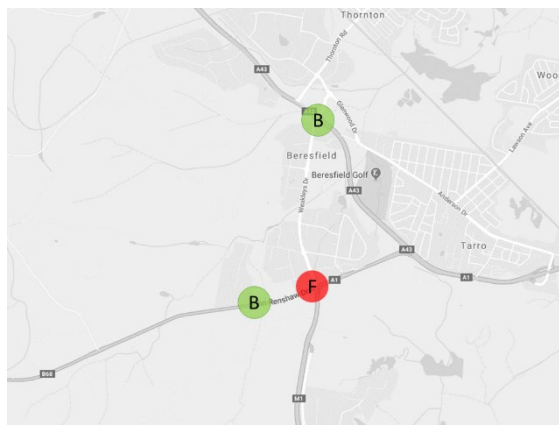 Thornton
Thornton Rd
A43
Woo
Glenwood Dr
B
Lawson Ave
Beresfield
Beresfield Golf
Weakleys Dr
A43
Anderson Dr
Tarro
A43
A1
A1
F
B
Renshaw Dr
B68
M1